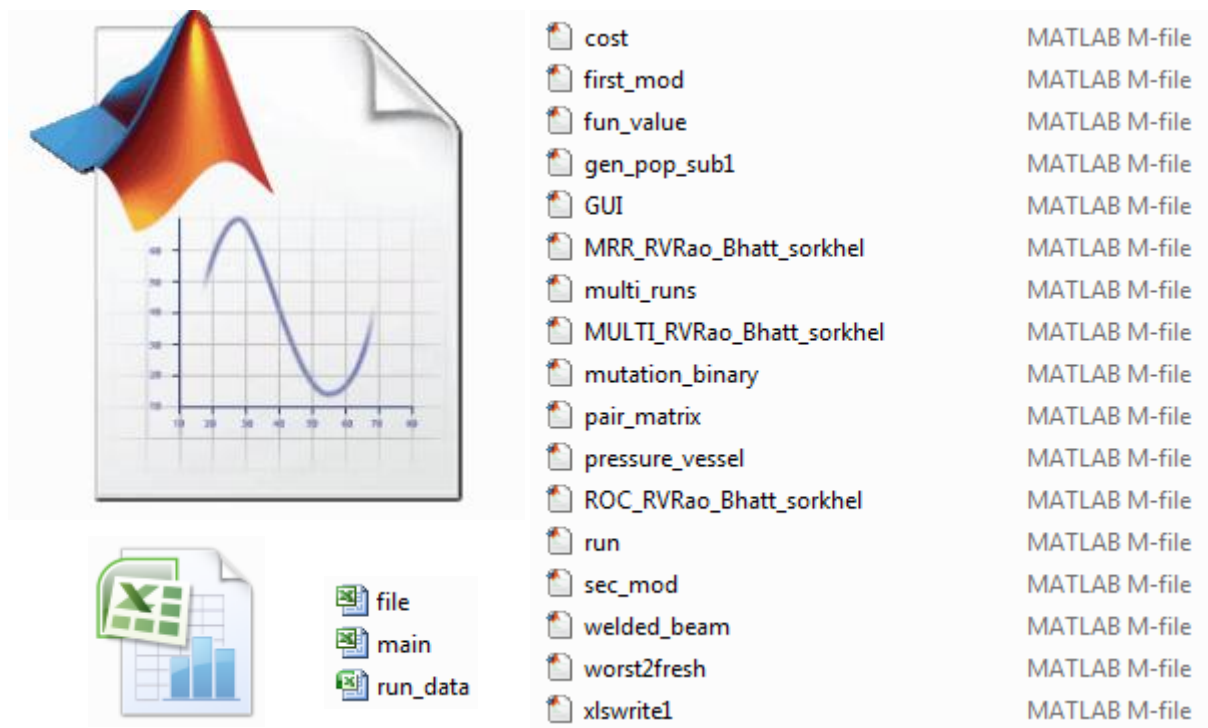 cost MATLAB M-file
first_mod MATLAB M-file
fun_value MATLAB M-file
gen_pop_sub1 MATLAB M-file
GUI MATLAB M-file
MRR_RVRao_Bhatt_sorkhel MATLAB M-file
multi_runs MATLAB M-file
MULTI_RVRao_Bhatt_sorkhel MATLAB M-file
mutation_binary MATLAB M-file
pair_matrix MATLAB M-file
pressure_vessel MATLAB M-file
ROC_RVRao_Bhatt_sorkhel MATLAB M-file
run MATLAB M-file
sec_mod MATLAB M-file
welded_beam MATLAB M-file
worst2fresh MATLAB M-file
xlswrite1 MATLAB M-file
file
main
run_data